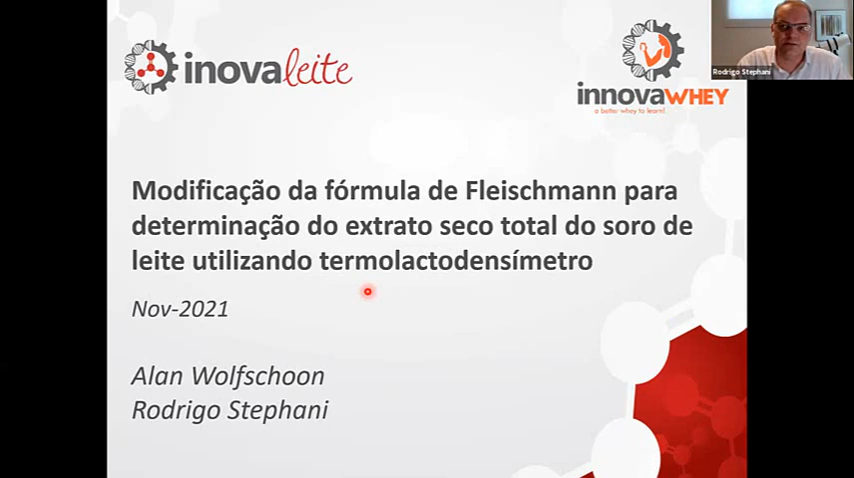 inovaleite
innovaWHEY
a better whey to learn!
Rodrigo Stephani
Modificação da fórmula de Fleischmann para
determinação do extrato seco total do soro de
leite utilizando termolactodensímetro
Nov-2021
Alan Wolfschoon
Rodrigo Stephani